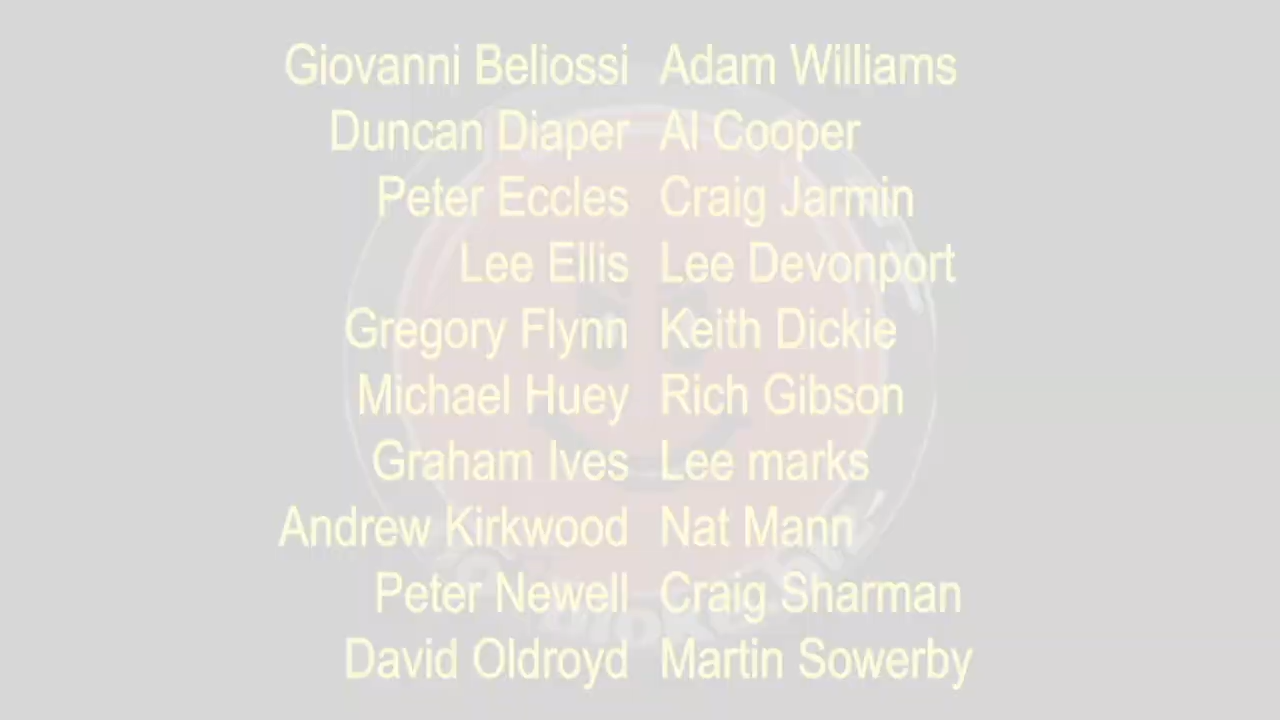 Giovanni Beliossi Adam Williams
Duncan Diaper Al Cooper
Peter Eccles Craig Jarmin
Lee Ellis Lee Devonport
Gregory Flynn Keith Dickie
Michael Huey Rich Gibson
Graham Ives Lee marks
Andrew Kirkwood Nat Mann
Peter Newell Craig Sharman
David Oldroyd Martin Sowerby